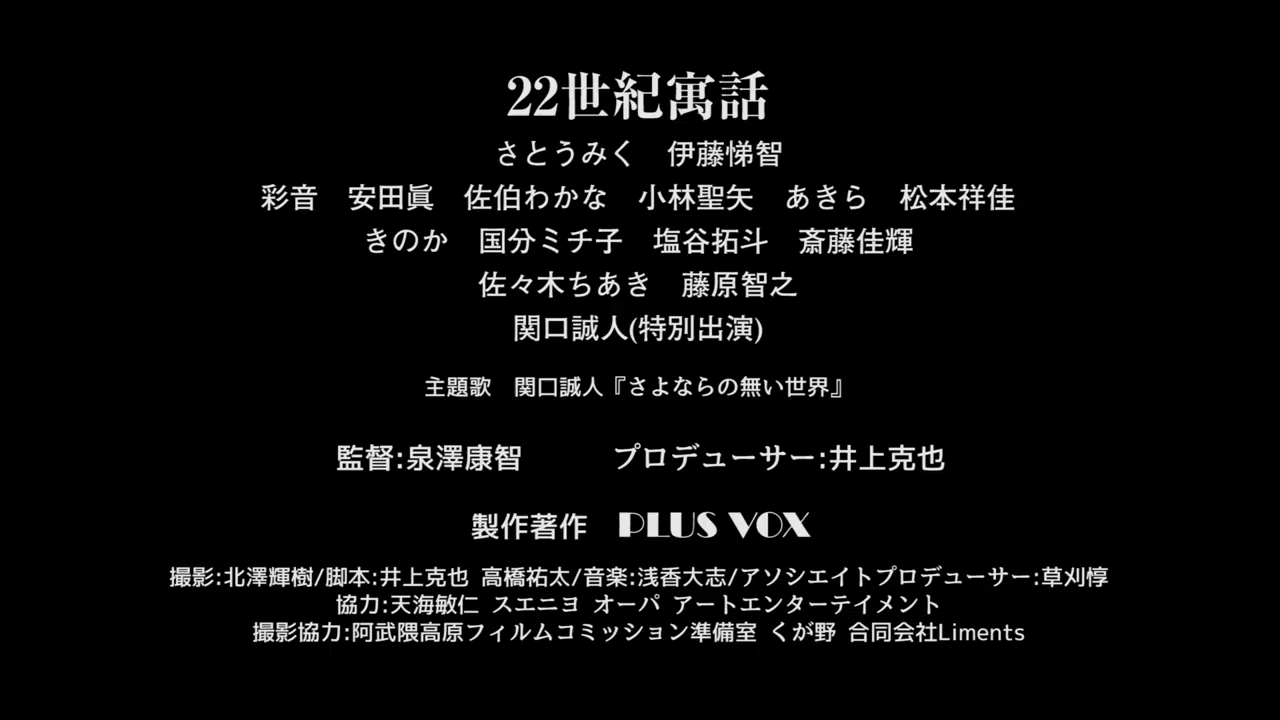 22世紀寓話
さとうみく　伊藤悌智
彩音　安田眞　佐伯わかな　小林聖矢　あきら　松本祥佳
きのか　国分ミチ子　塩谷拓斗　斎藤佳輝
佐々木ちあき　藤原智之
関口誠人(特別出演)
主題歌　関口誠人『さよならの無い世界』
監督:泉澤康智　　　プロデューサー:井上克也
製作著作　PLUS VOX
撮影:北澤輝樹/脚本:井上克也 高橋祐太/音楽:浅香大志/アソシエイトプロデューサー:草刈惇
協力:天海敏仁 スエニヨ オーパ アートエンターテイメント
撮影協力:阿武隈高原フィルムコミッション準備室 くが野 合同会社Liments